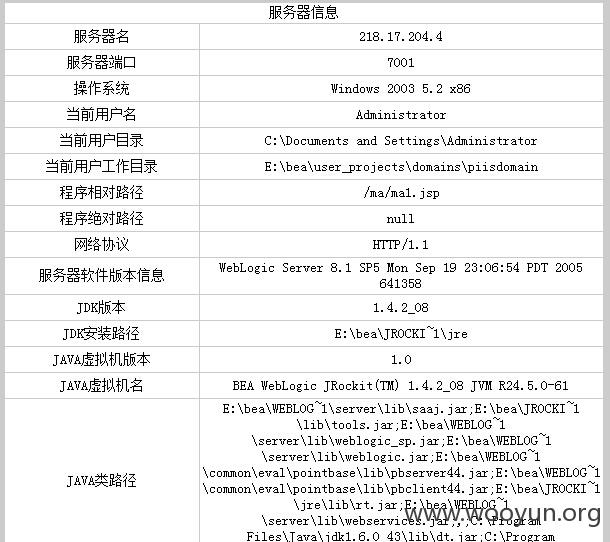 服务器信息
服务器名 218.17.204.4
服务器端口 7001
操作系统 Windows 2003 5.2 x86
当前用户名 Administrator
当前用户目录 C:\Documents and Settings\Administrator
当前用户工作目录 E:\bea\user_projects\domains\piisdomain
程序相对路径 /ma/ma1.jsp
程序绝对路径 null
网络协议 HTTP/1.1
服务器软件版本信息 WebLogic Server 8.1 SP5 Mon Sep 19 23:06:54 PDT 2005
641358
JDK版本 1.4.2_08
JDK安装路径 E:\bea\JROCKI~1\jre
JAVA虚拟机版本 1.0
JAVA虚拟机名 BEA WebLogic JRockit(TM) 1.4.2_08 JVM R24.5.0-61
JAVA类路径
E:\bea\WEBLOG~1\server\lib\saaj.jar;E:\bea\JROCKI~1
\lib\tools.jar;E:\bea\WEBLOG~1
\server\lib\weblogic_sp.jar;E:\bea\WEBLOG~1
\server\lib\weblogic.jar;E:\bea\WEBLOG~1
\common\eval\pointbase\lib\pbserver44.jar;E:\bea\WEBLOG~1
\common\eval\pointbase\lib\pbclient44.jar;E:\bea\JROCKI~1
\jre\lib\rt.jar;E:\bea\WEBLOG~1
\server\lib\webservices.jar;,;C:\Program
Files\Java\jdk1.6.0_43\lib\dt.jar;C:\Program
www.wooyun.org